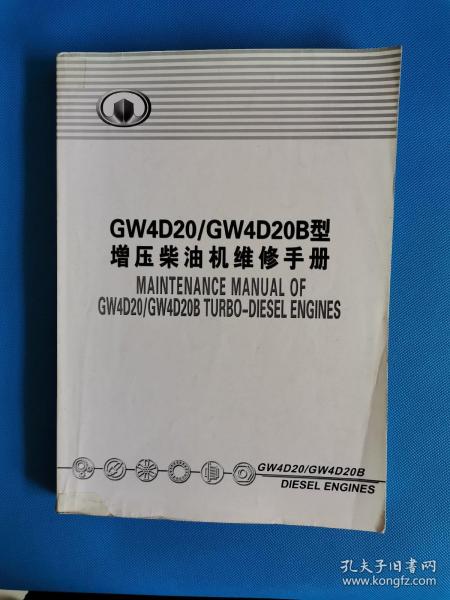 GW4D20/GW4D20B型
增压柴油机维修手册
MAINTENANCE MANUAL OF
GW4D20/GW4D20B TURBO-DIESEL ENGINES
GW4D20/GW4D20B
DIESEL ENGINES
孔夫子旧书网
www.kongfz.com